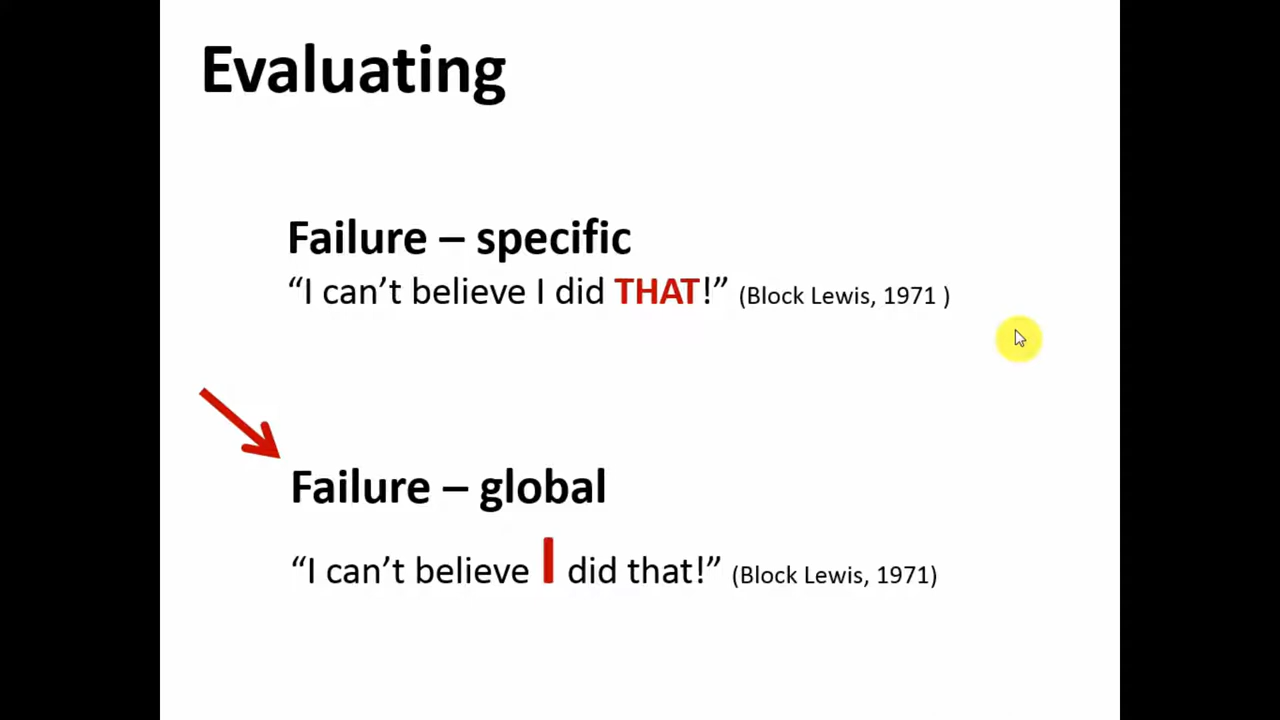 Evaluating
Failure – specific
“I can’t believe I did THAT!” (Block Lewis, 1971 )
Failure – global
“I can’t believe I did that!” (Block Lewis, 1971)